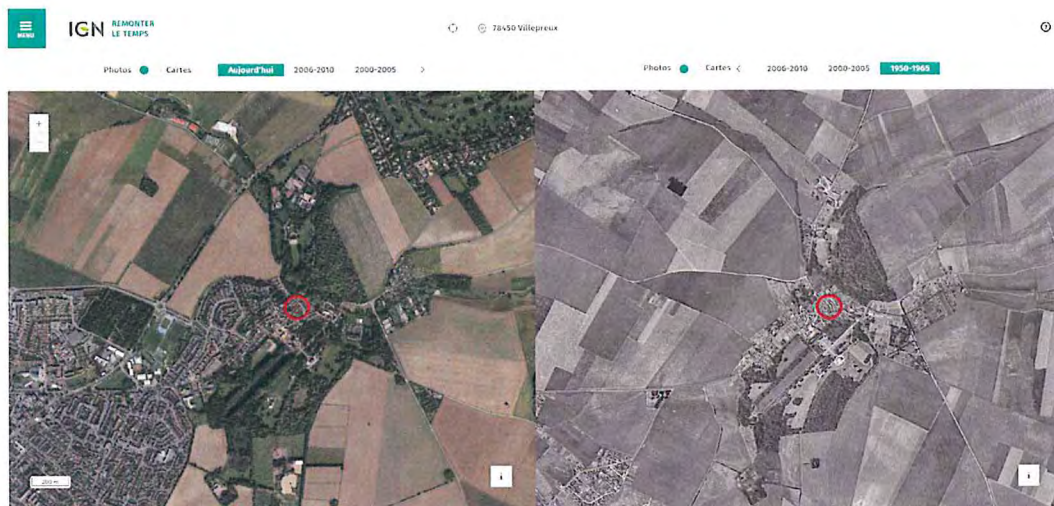 MENU
IGN REMONTER
LE TEMPS
78450 Villepreux
Photos Cartes Aujourd'hui 2006-2010 2000-2005 >
Photos Cartes < 2006-2010 2000-2005 1950-1965
+
200 m
i
i